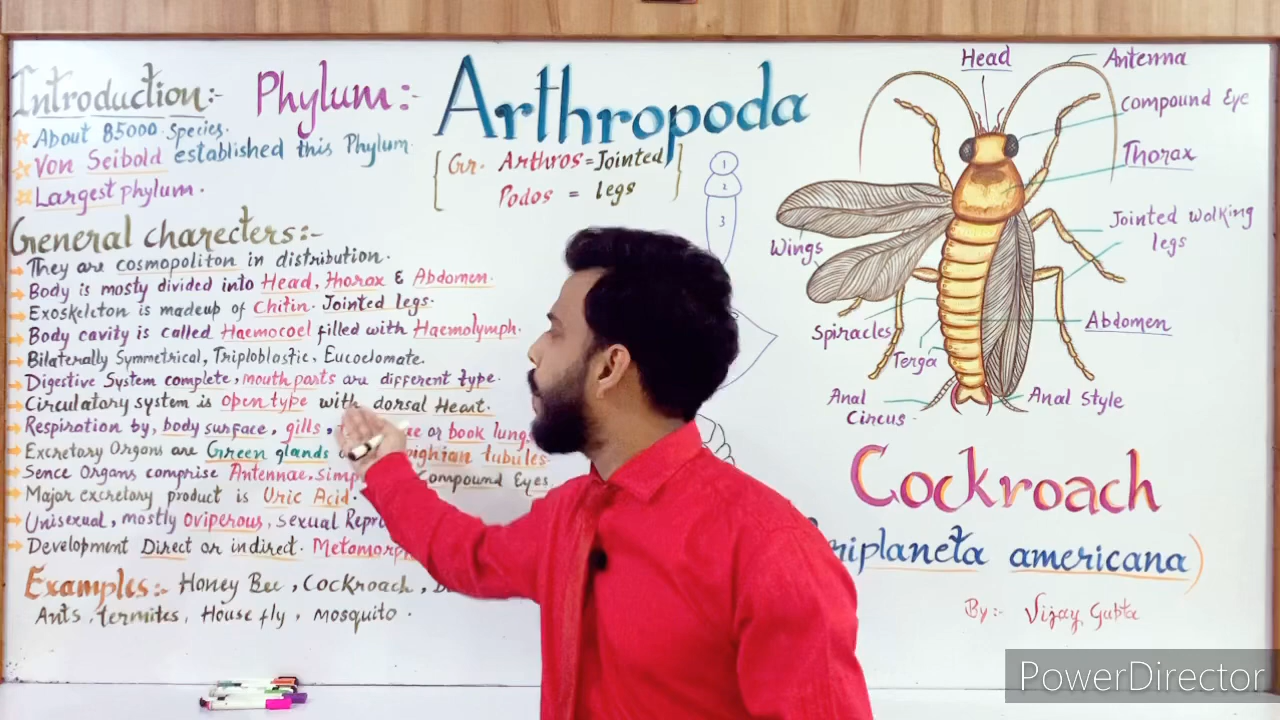 Introduction:-
Phylum:- Arthropoda
About 85000 Species.
Von Seibold established this Phylum.
Largest phylum.
Gr. Arthros = Jointed
Podos = legs
1
2
3
General charecters:-
They are cosmopoliton in distribution.
Body is mostly divided into Head, thorax & Abdomen.
Exoskeleton is madeup of Chitin. Jointed legs.
Body cavity is called Haemocoel filled with Haemolymph.
Bilaterally Symmetrical, Triploblastic, Eucoelomate.
Digestive System complete, mouth parts are different type.
Circulatory system is open type with dorsal Heart.
Respiration by, body surface, gills, or book lungs
Excretory Organs are Green glands
tubules.
Sence Organs comprise Antennae, Compound Eyes.
Major excretory product is Uric Acid.
Unisexual, mostly oviperous, sexual
Development Direct or indirect.
Examples:- Honey Bee, Cockroach,
Ants, termites, House fly, mosquito.
Head
Antenna
Compound Eye
Thorax
Jointed walking
legs
Wings
Spiracles
Abdomen
Terga
Anal
Circus
Anal Style
Cockroach
americana)
By:- Vijay Gupta
PowerDirector